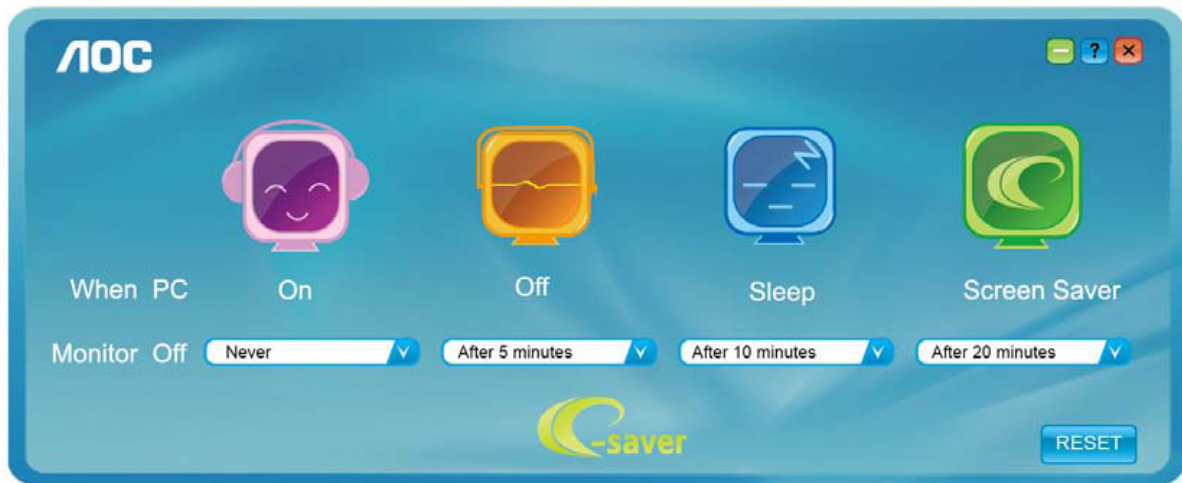 AOC
?
When PC On Off Sleep Screen Saver
Monitor Off Never After 5 minutes After 10 minutes After 20 minutes
e-saver
RESET